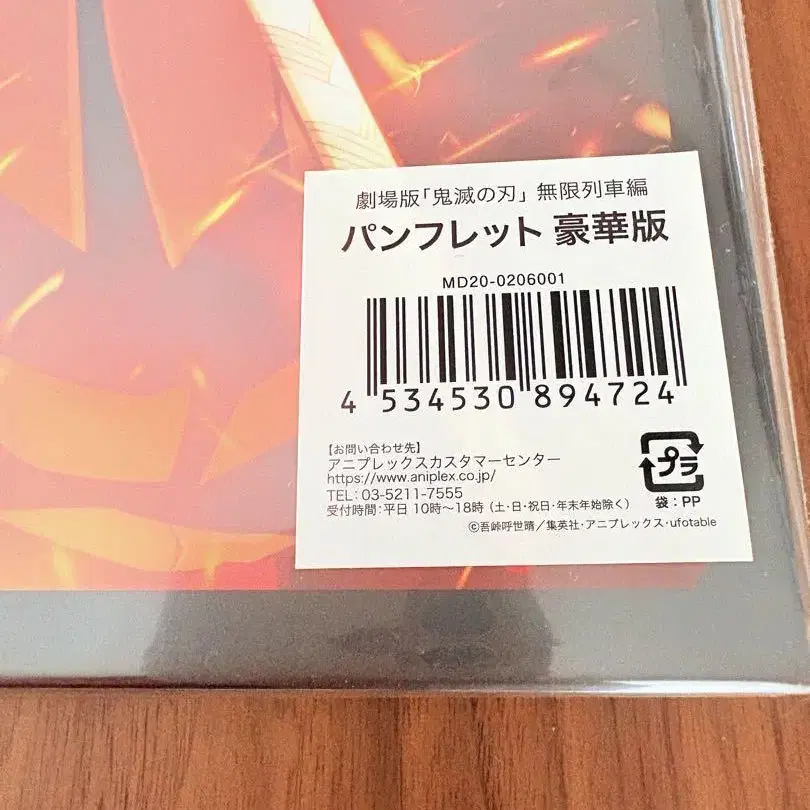 劇場版「鬼滅の刃」無限列車編
パンフレット 豪華版
MD20-0206001
4 534530 894724
【お問い合わせ先】
アニプレックスカスタマーセンター
https://www.aniplex.co.jp/
TEL: 03-5211-7555
受付時間:平日 10時〜18時 (土・日・祝日・年末年始除く)
プラ
袋:PP
©吾峠呼世晴/集英社・アニプレックス・ufotable